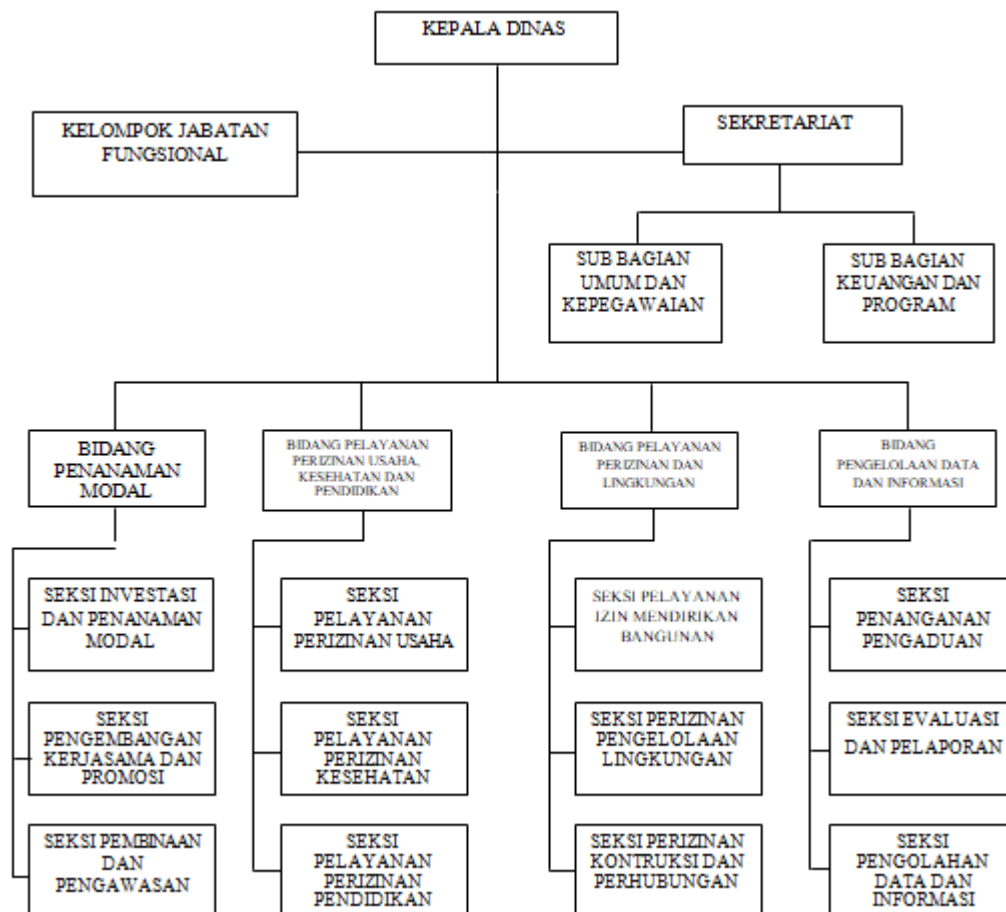 KEPALA DINAS
KELOMPOK JABATAN
FUNGSIONAL
SEKRETARIAT
SUB BAGIAN
UMUM DAN
KEPEGAWAIAN
SUB BAGIAN
KEUANGAN DAN
PROGRAM
BIDANG
PENANAMAN
MODAL
BIDANG PELAYANAN
PERIZINAN USAHA,
KESEHATAN DAN
PENDIDIKAN
BIDANG PELAYANAN
PERIZINAN DAN
LINGKUNGAN
BIDANG
PENGELOLAAN DATA
DAN INFORMASI
SEKSI INVESTASI
DAN PENANAMAN
MODAL
SEKSI
PELAYANAN
PERIZINAN USAHA
SEKSI PELAYANAN
IZIN MENDIRIKAN
BANGUNAN
SEKSI
PENANGANAN
PENGADUAN
SEKSI
PENGEMBANGAN
KERJASAMA DAN
PROMOSI
SEKSI
PELAYANAN
PERIZINAN
KESEHATAN
SEKSI PERIZINAN
PENGELOLAAN
LINGKUNGAN
SEKSI EVALUASI
DAN PELAPORAN
SEKSI PEMBINAAN
DAN
PENGAWASAN
SEKSI
PELAYANAN
PERIZINAN
PENDIDIKAN
SEKSI PERIZINAN
KONTRUKSI DAN
PERHUBUNGAN
SEKSI
PENGOLAHAN
DATA DAN
INFORMASI